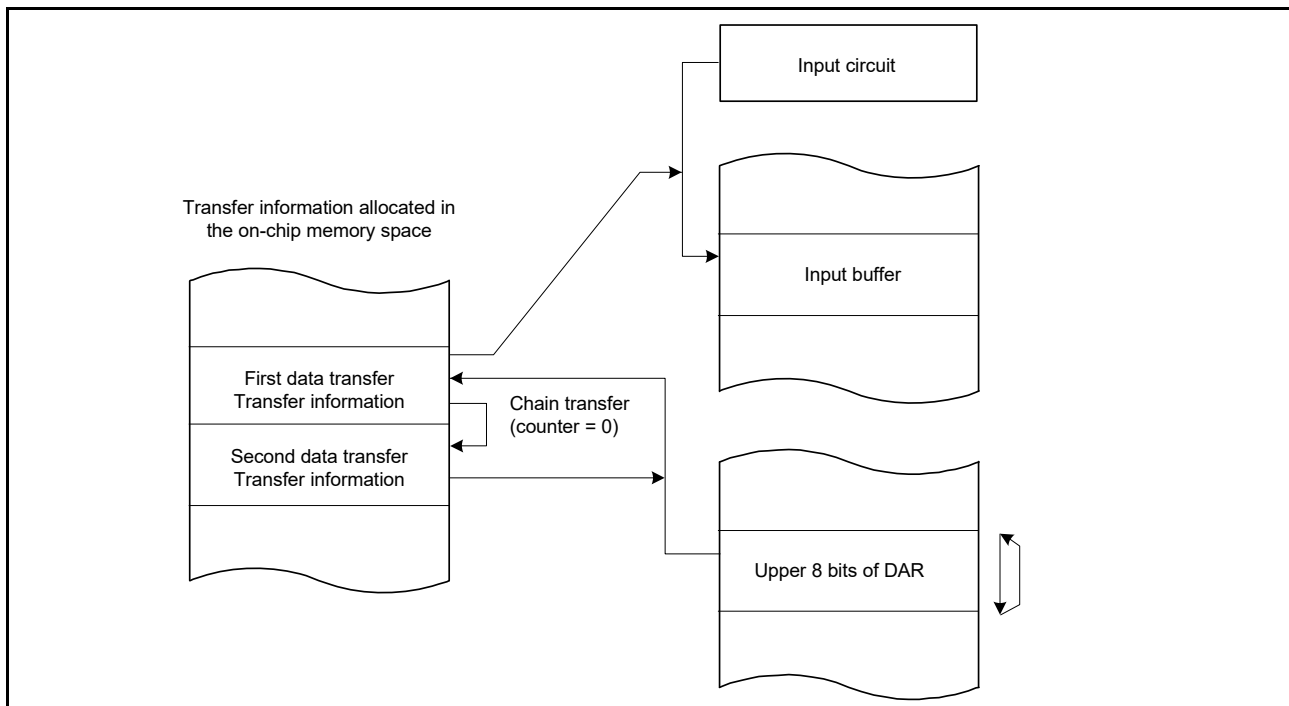 Input circuit
Transfer information allocated in
the on-chip memory space
Input buffer
First data transfer
Transfer information
Chain transfer
(counter = 0)
Second data transfer
Transfer information
Upper 8 bits of DAR